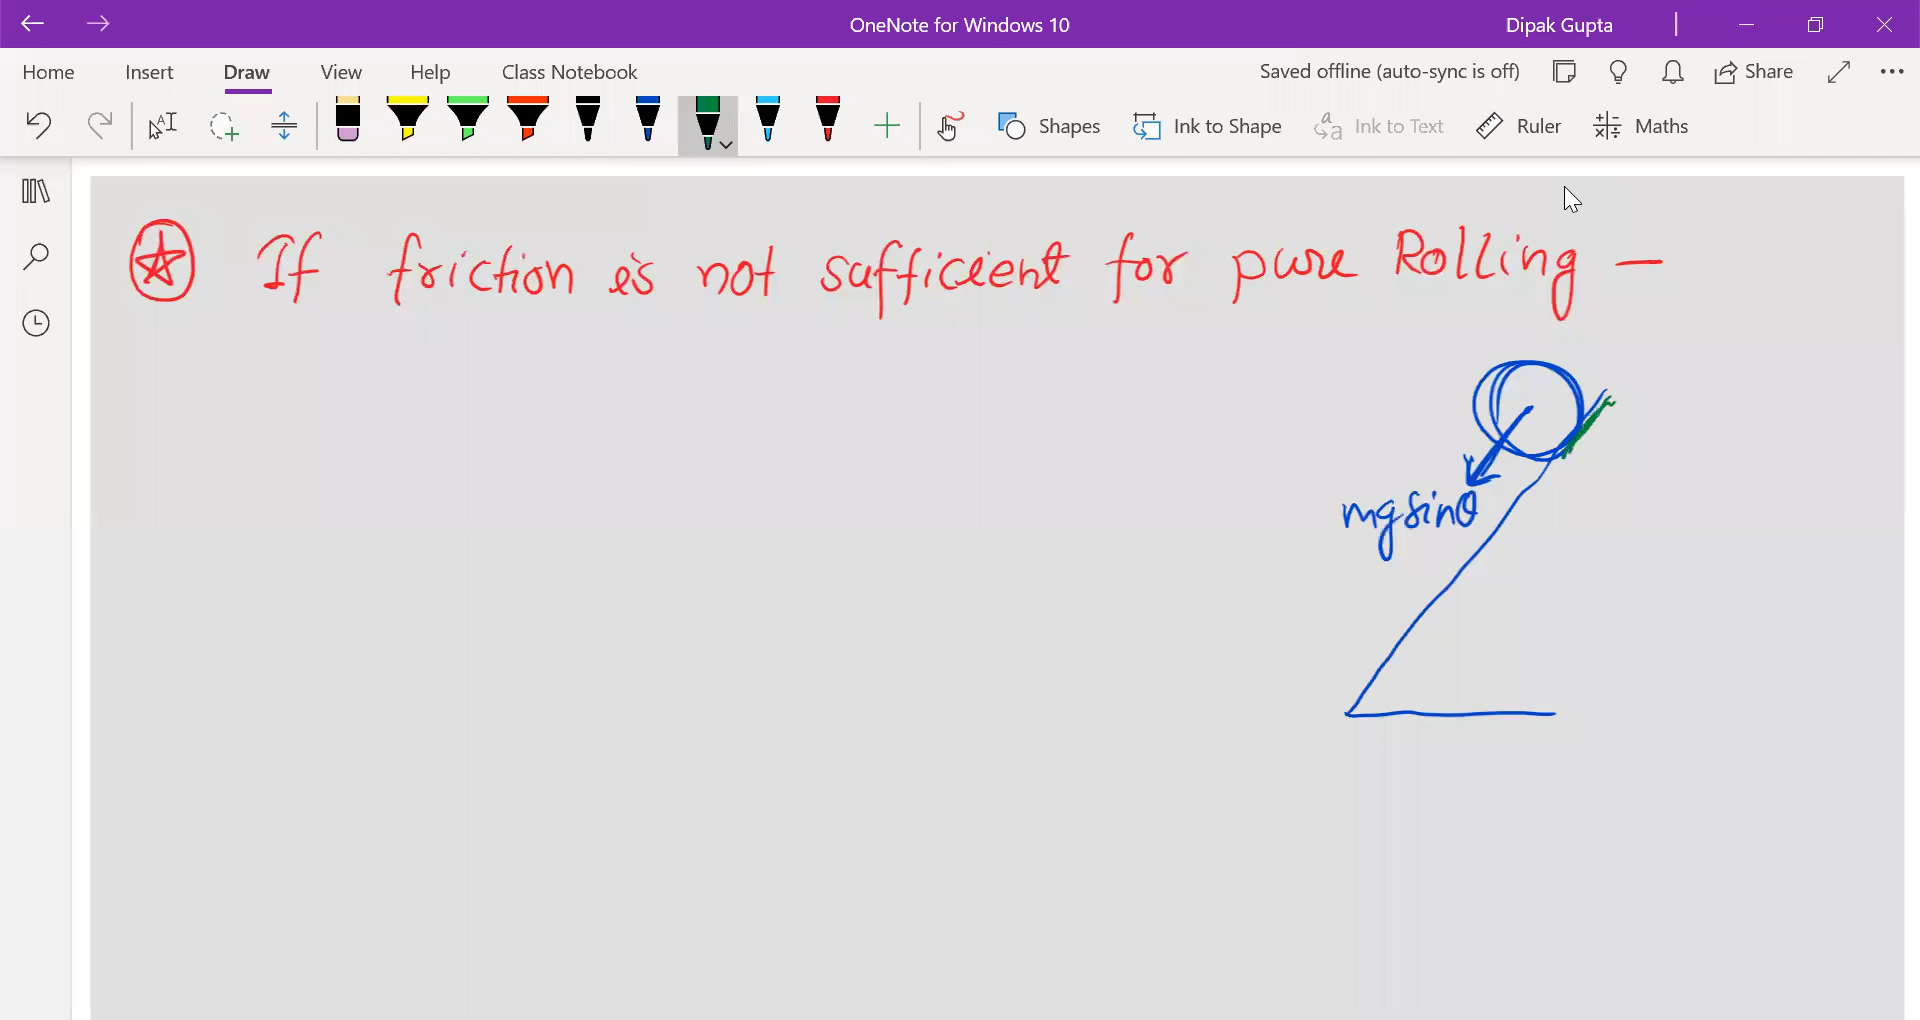 OneNote for Windows 10
Dipak Gupta
Home Insert Draw View Help Class Notebook
Saved offline (auto-sync is off) Share
Shapes Ink to Shape Ink to Text Ruler Maths
If friction is not sufficient for pure Rolling —
mg sinθ